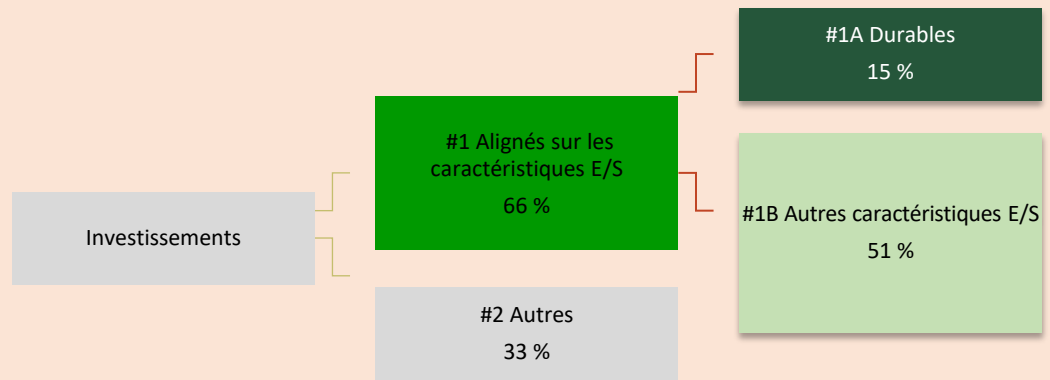 Investissements
#1 Alignés sur les
caractéristiques E/S
66 %
#2 Autres
33 %
#1A Durables
15 %
#1B Autres caractéristiques E/S
51 %